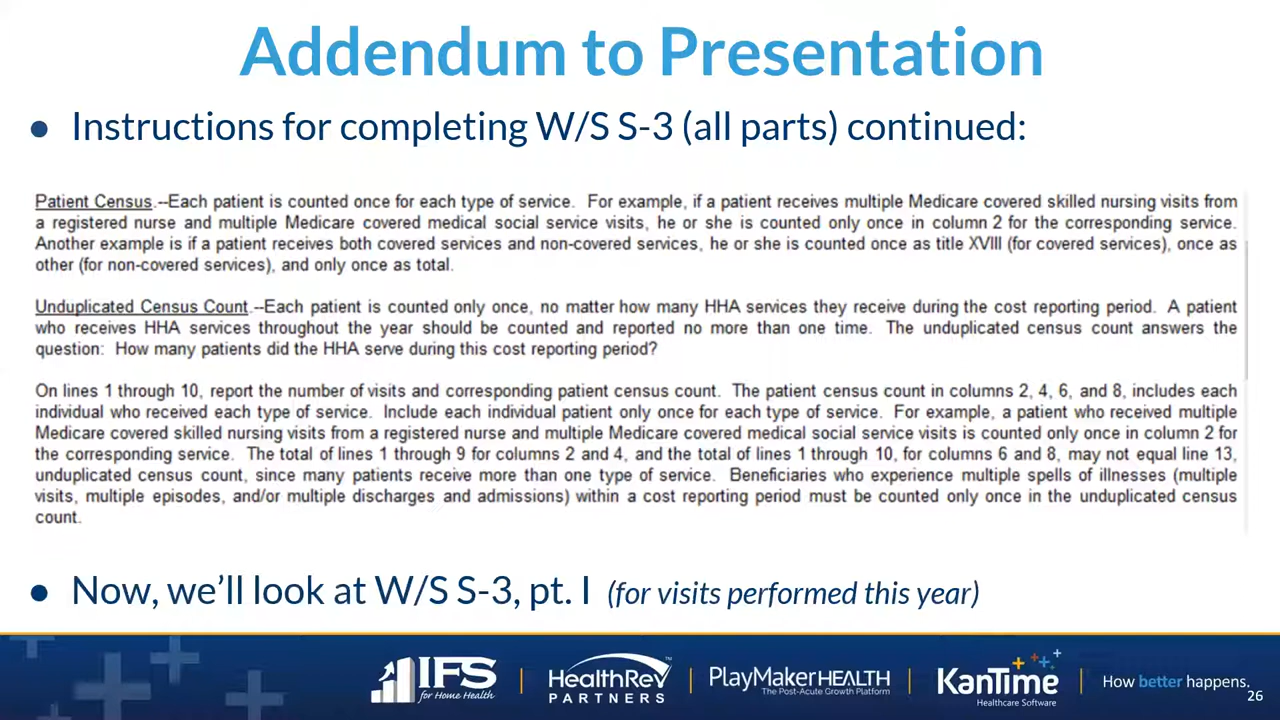 Addendum to Presentation
● Instructions for completing W/S S-3 (all parts) continued:
Patient Census.--Each patient is counted once for each type of service. For example, if a patient receives multiple Medicare covered skilled nursing visits from
a registered nurse and multiple Medicare covered medical social service visits, he or she is counted only once in column 2 for the corresponding service.
Another example is if a patient receives both covered services and non-covered services, he or she is counted once as title XVIII (for covered services), once as
other (for non-covered services), and only once as total.
Unduplicated Census Count.--Each patient is counted only once, no matter how many HHA services they receive during the cost reporting period. A patient
who receives HHA services throughout the year should be counted and reported no more than one time. The unduplicated census count answers the
question: How many patients did the HHA serve during this cost reporting period?
On lines 1 through 10, report the number of visits and corresponding patient census count. The patient census count in columns 2, 4, 6, and 8, includes each
individual who received each type of service. Include each individual patient only once for each type of service. For example, a patient who received multiple
Medicare covered skilled nursing visits from a registered nurse and multiple Medicare covered medical social service visits is counted only once in column 2 for
the corresponding service. The total of lines 1 through 9 for columns 2 and 4, and the total of lines 1 through 10, for columns 6 and 8, may not equal line 13,
unduplicated census count, since many patients receive more than one type of service. Beneficiaries who experience multiple spells of illnesses (multiple
visits, multiple episodes, and/or multiple discharges and admissions) within a cost reporting period must be counted only once in the unduplicated census
count.
● Now, we'll look at W/S S-3, pt. I (for visits performed this year)
IFS
for Home Health
HealthRev™
PARTNERS
PlayMakerHEALTH
The Post-Acute Growth Platform
KanTime
Healthcare Software
How better happens.
26